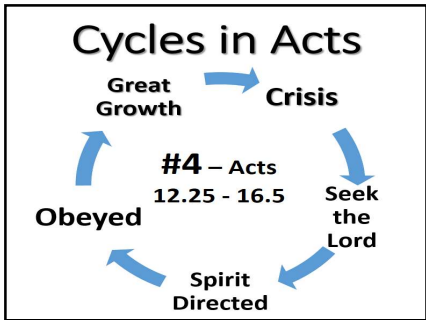 Cycles in Acts
Great
Growth
Crisis
#4 – Acts
12.25 - 16.5
Seek
the
Lord
Obeyed
Spirit
Directed